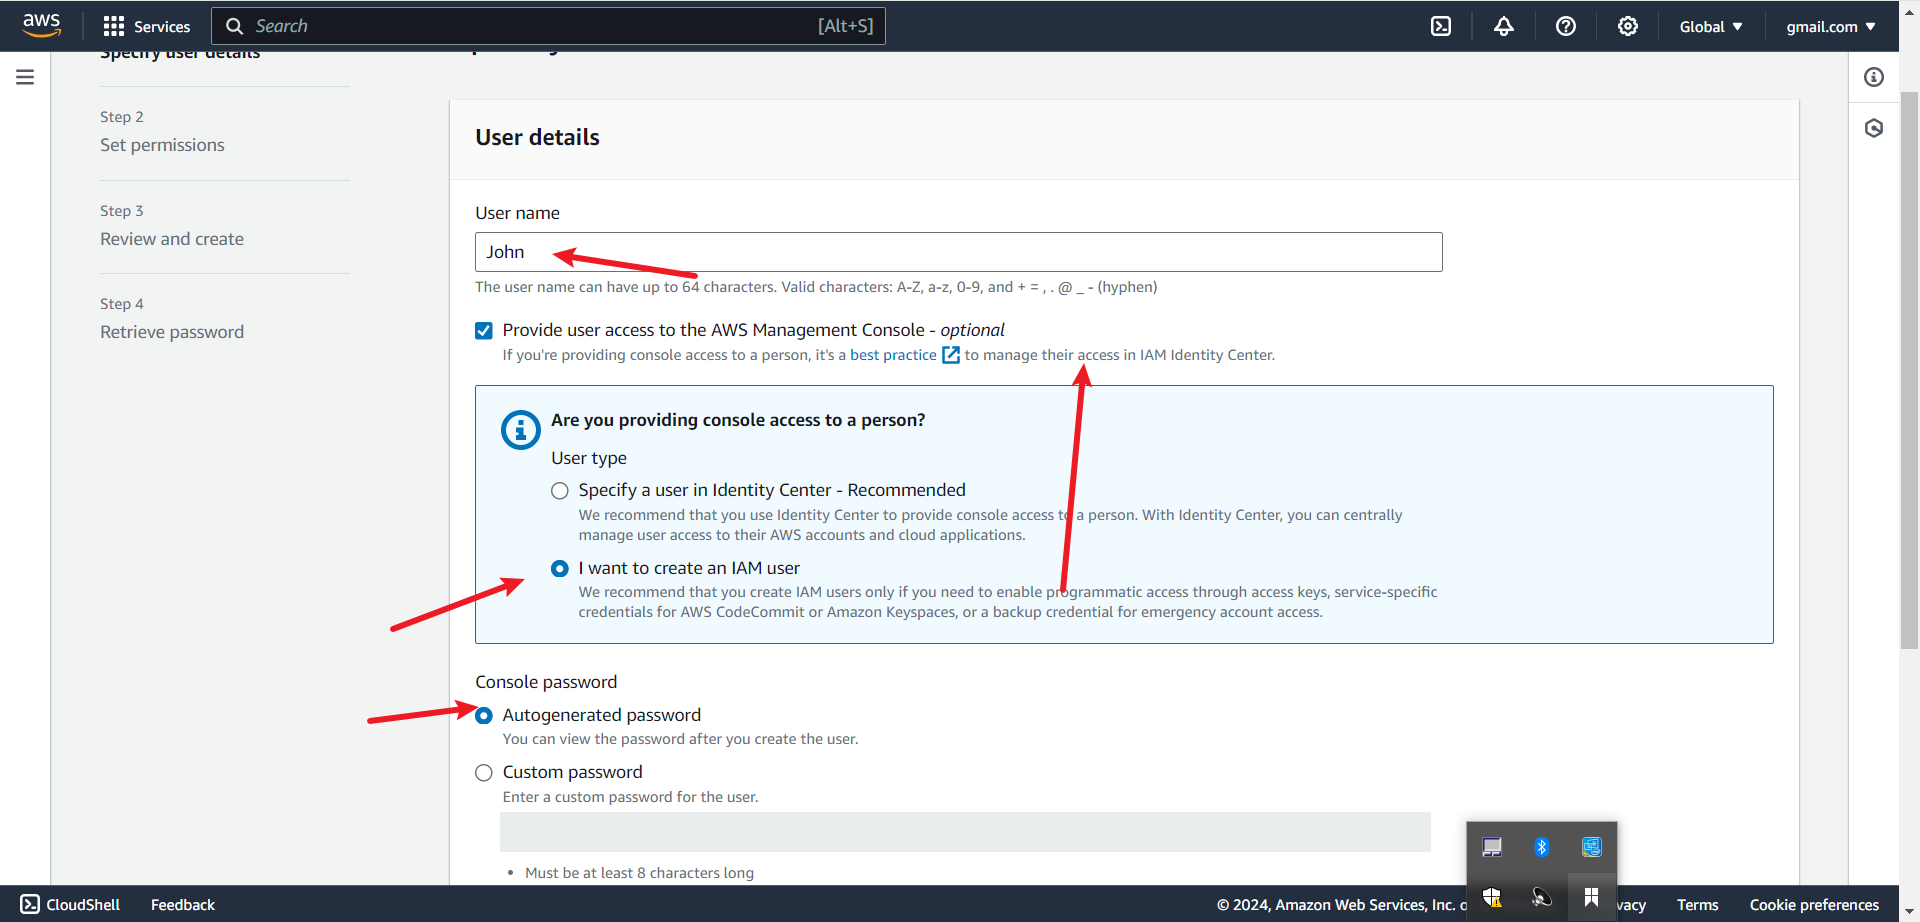 aws
Services
Search
[Alt+S]
Global
gmail.com
Specify user details
Step 2
Set permissions
Step 3
Review and create
Step 4
Retrieve password
User details
User name
John
The user name can have up to 64 characters. Valid characters: A-Z, a-z, 0-9, and + = , . @ _ - (hyphen)
Provide user access to the AWS Management Console - optional
If you're providing console access to a person, it's a best practice to manage their access in IAM Identity Center.
Are you providing console access to a person?
User type
Specify a user in Identity Center - Recommended
We recommend that you use Identity Center to provide console access to a person. With Identity Center, you can centrally
manage user access to their AWS accounts and cloud applications.
I want to create an IAM user
We recommend that you create IAM users only if you need to enable programmatic access through access keys, service-specific
credentials for AWS CodeCommit or Amazon Keyspaces, or a backup credential for emergency account access.
Console password
Autogenerated password
You can view the password after you create the user.
Custom password
Enter a custom password for the user.
• Must be at least 8 characters long
CloudShell
Feedback
© 2024, Amazon Web Services, Inc. o
vacy
Terms
Cookie preferences